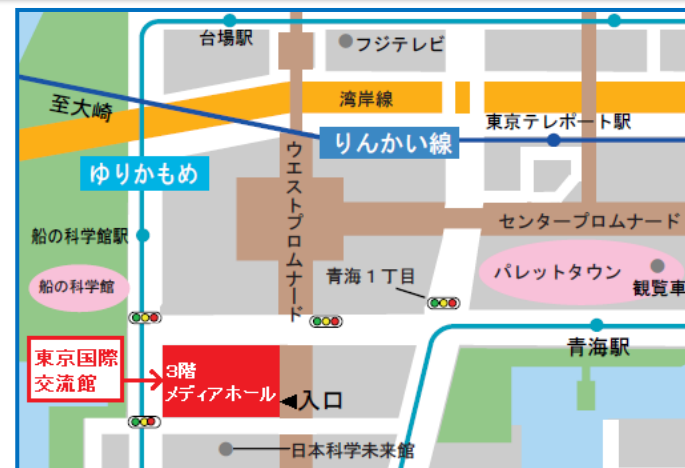 台場駅
フジテレビ
至大崎
湾岸線
東京テレポート駅
りんかい線
ゆりかもめ
ウエストプロムナード
センタープロムナード
船の科学館駅
船の科学館
青海1丁目
パレットタウン
観覧車
青海駅
東京国際
交流館
3階
メディアホール
◀入口
日本科学未来館